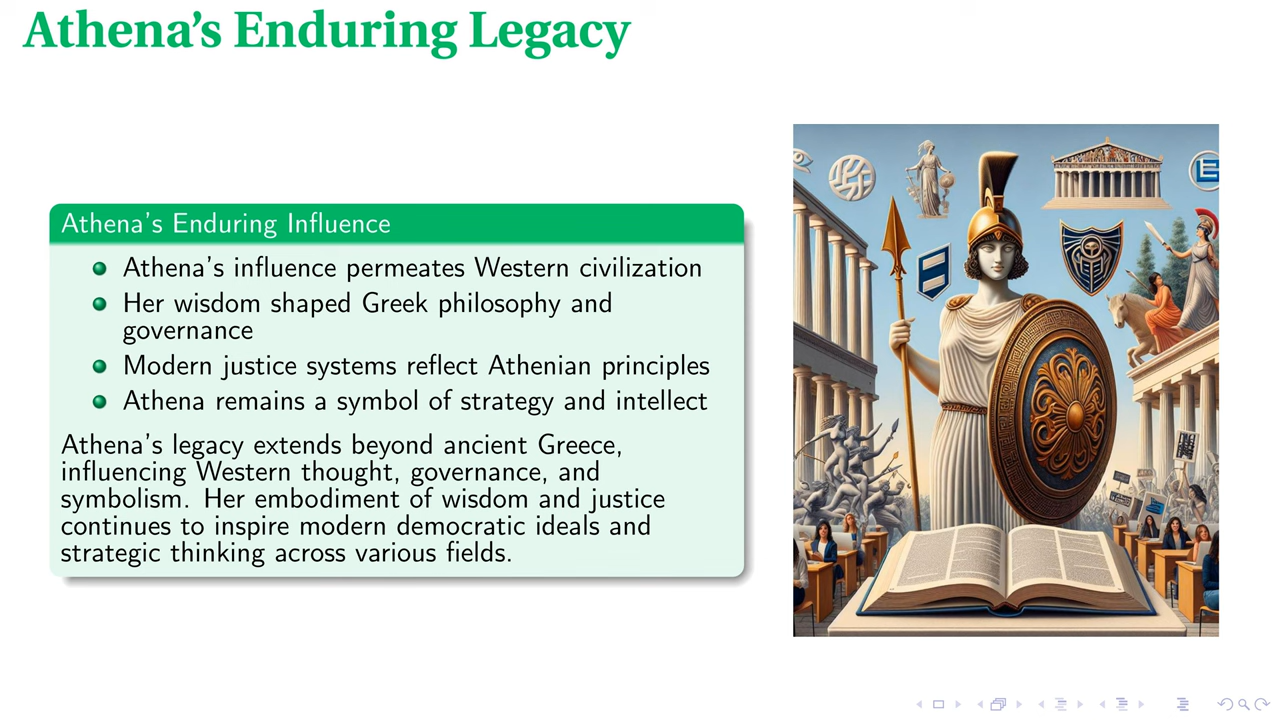 Athena's Enduring Legacy
Athena's Enduring Influence
Athena's influence permeates Western civilization
Her wisdom shaped Greek philosophy and
governance
Modern justice systems reflect Athenian principles
Athena remains a symbol of strategy and intellect
Athena's legacy extends beyond ancient Greece,
influencing Western thought, governance, and
symbolism. Her embodiment of wisdom and justice
continues to inspire modern democratic ideals and
strategic thinking across various fields.